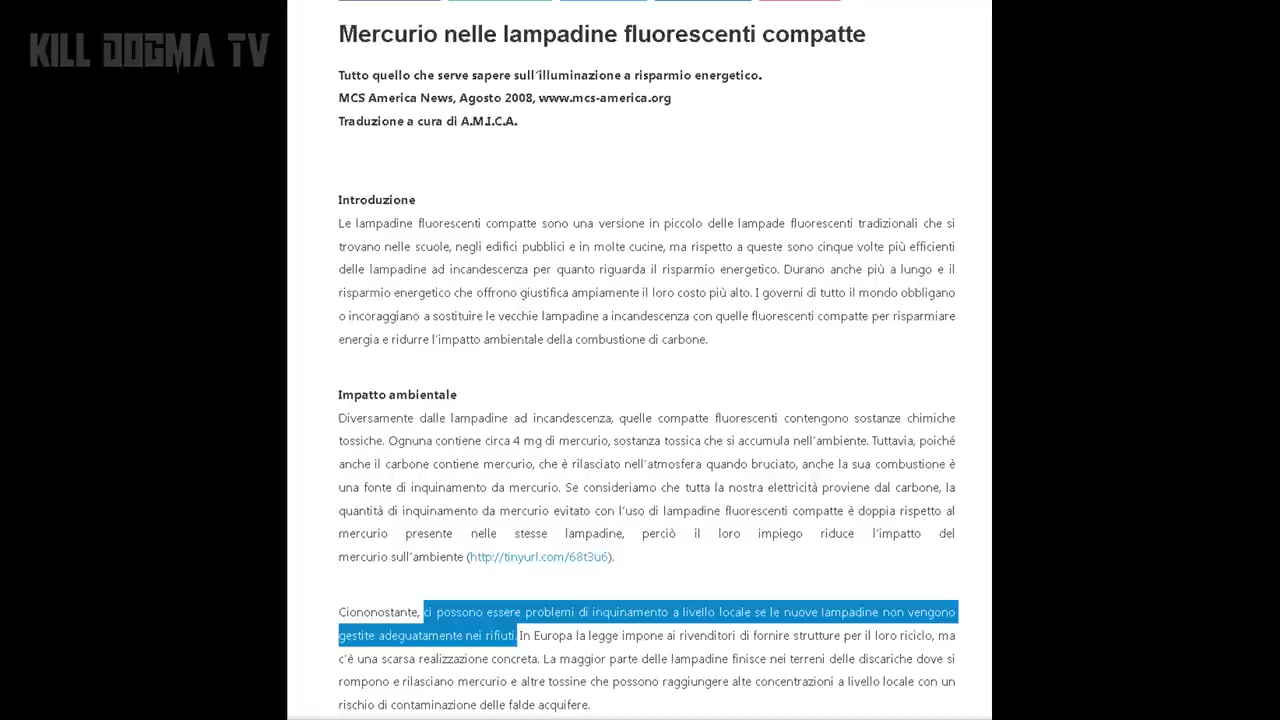 KILL DOGMA TV
Mercurio nelle lampadine fluorescenti compatte
Tutto quello che serve sapere sull´illuminazione a risparmio energetico.
MCS America News, Agosto 2008, www.mcs-america.org
Traduzione a cura di A.M.I.C.A.
Introduzione
Le lampadine fluorescenti compatte sono una versione in piccolo delle lampade fluorescenti tradizionali che si
trovano nelle scuole, negli edifici pubblici e in molte cucine, ma rispetto a queste sono cinque volte più efficienti
delle lampadine ad incandescenza per quanto riguarda il risparmio energetico. Durano anche più a lungo e il
risparmio energetico che offrono giustifica ampiamente il loro costo più alto. I governi di tutto il mondo obbligano
o incoraggiano a sostituire le vecchie lampadine a incandescenza con quelle fluorescenti compatte per risparmiare
energia e ridurre l´impatto ambientale della combustione di carbone.
Impatto ambientale
Diversamente dalle lampadine ad incandescenza, quelle compatte fluorescenti contengono sostanze chimiche
tossiche. Ognuna contiene circa 4 mg di mercurio, sostanza tossica che si accumula nell´ambiente. Tuttavia, poiché
anche il carbone contiene mercurio, che è rilasciato nell´atmosfera quando bruciato, anche la sua combustione è
una fonte di inquinamento da mercurio. Se consideriamo che tutta la nostra elettricità proviene dal carbone, la
quantità di inquinamento da mercurio evitato con l´uso di lampadine fluorescenti compatte è doppia rispetto al
mercurio presente nelle stesse lampadine, perciò il loro impiego riduce l´impatto del
mercurio sull´ambiente (http://tinyurl.com/68t3u6).
Ciononostante, ci possono essere problemi di inquinamento a livello locale se le nuove lampadine non vengono
gestite adeguatamente nei rifiuti. In Europa la legge impone ai rivenditori di fornire strutture per il loro riciclo, ma
c´è una scarsa realizzazione concreta. La maggior parte delle lampadine finisce nei terreni delle discariche dove si
rompono e rilasciano mercurio e altre tossine che possono raggiungere alte concentrazioni a livello locale con un
rischio di contaminazione delle falde acquifere.